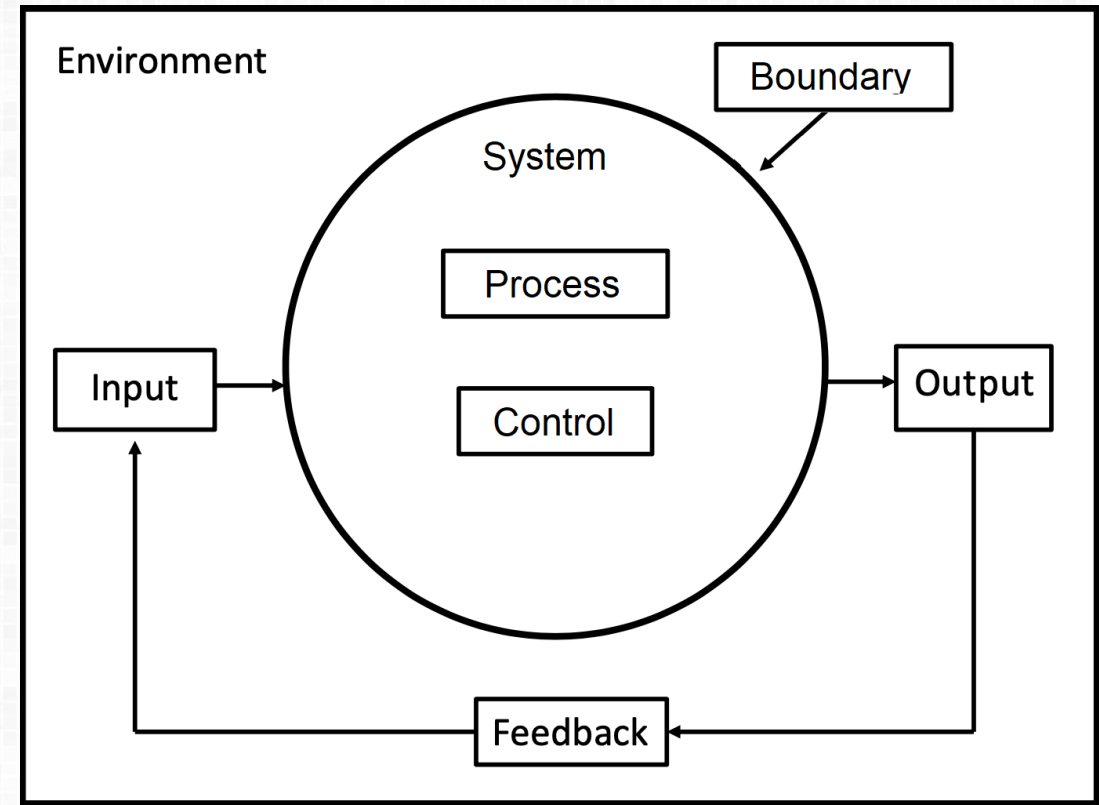 Environment
Boundary
System
Process
Input
Control
Output
Feedback